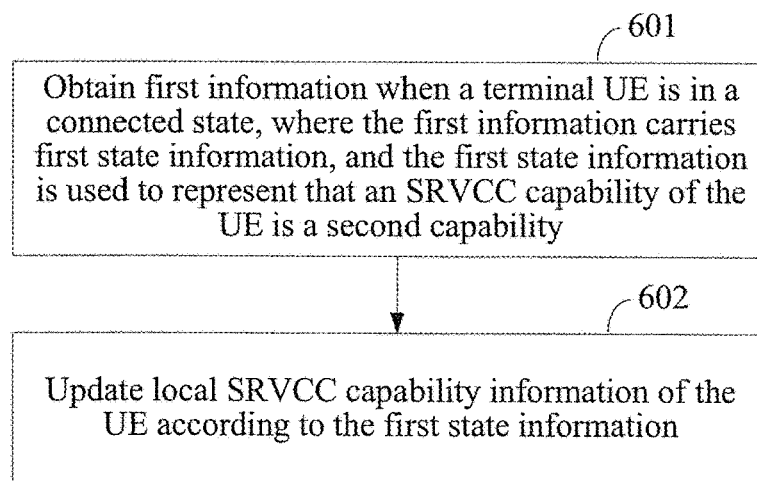 601
Obtain first information when a terminal UE is in a
connected state, where the first information carries
first state information, and the first state information
is used to represent that an SRVCC capability of the
UE is a second capability
602
Update local SRVCC capability information of the
UE according to the first state information